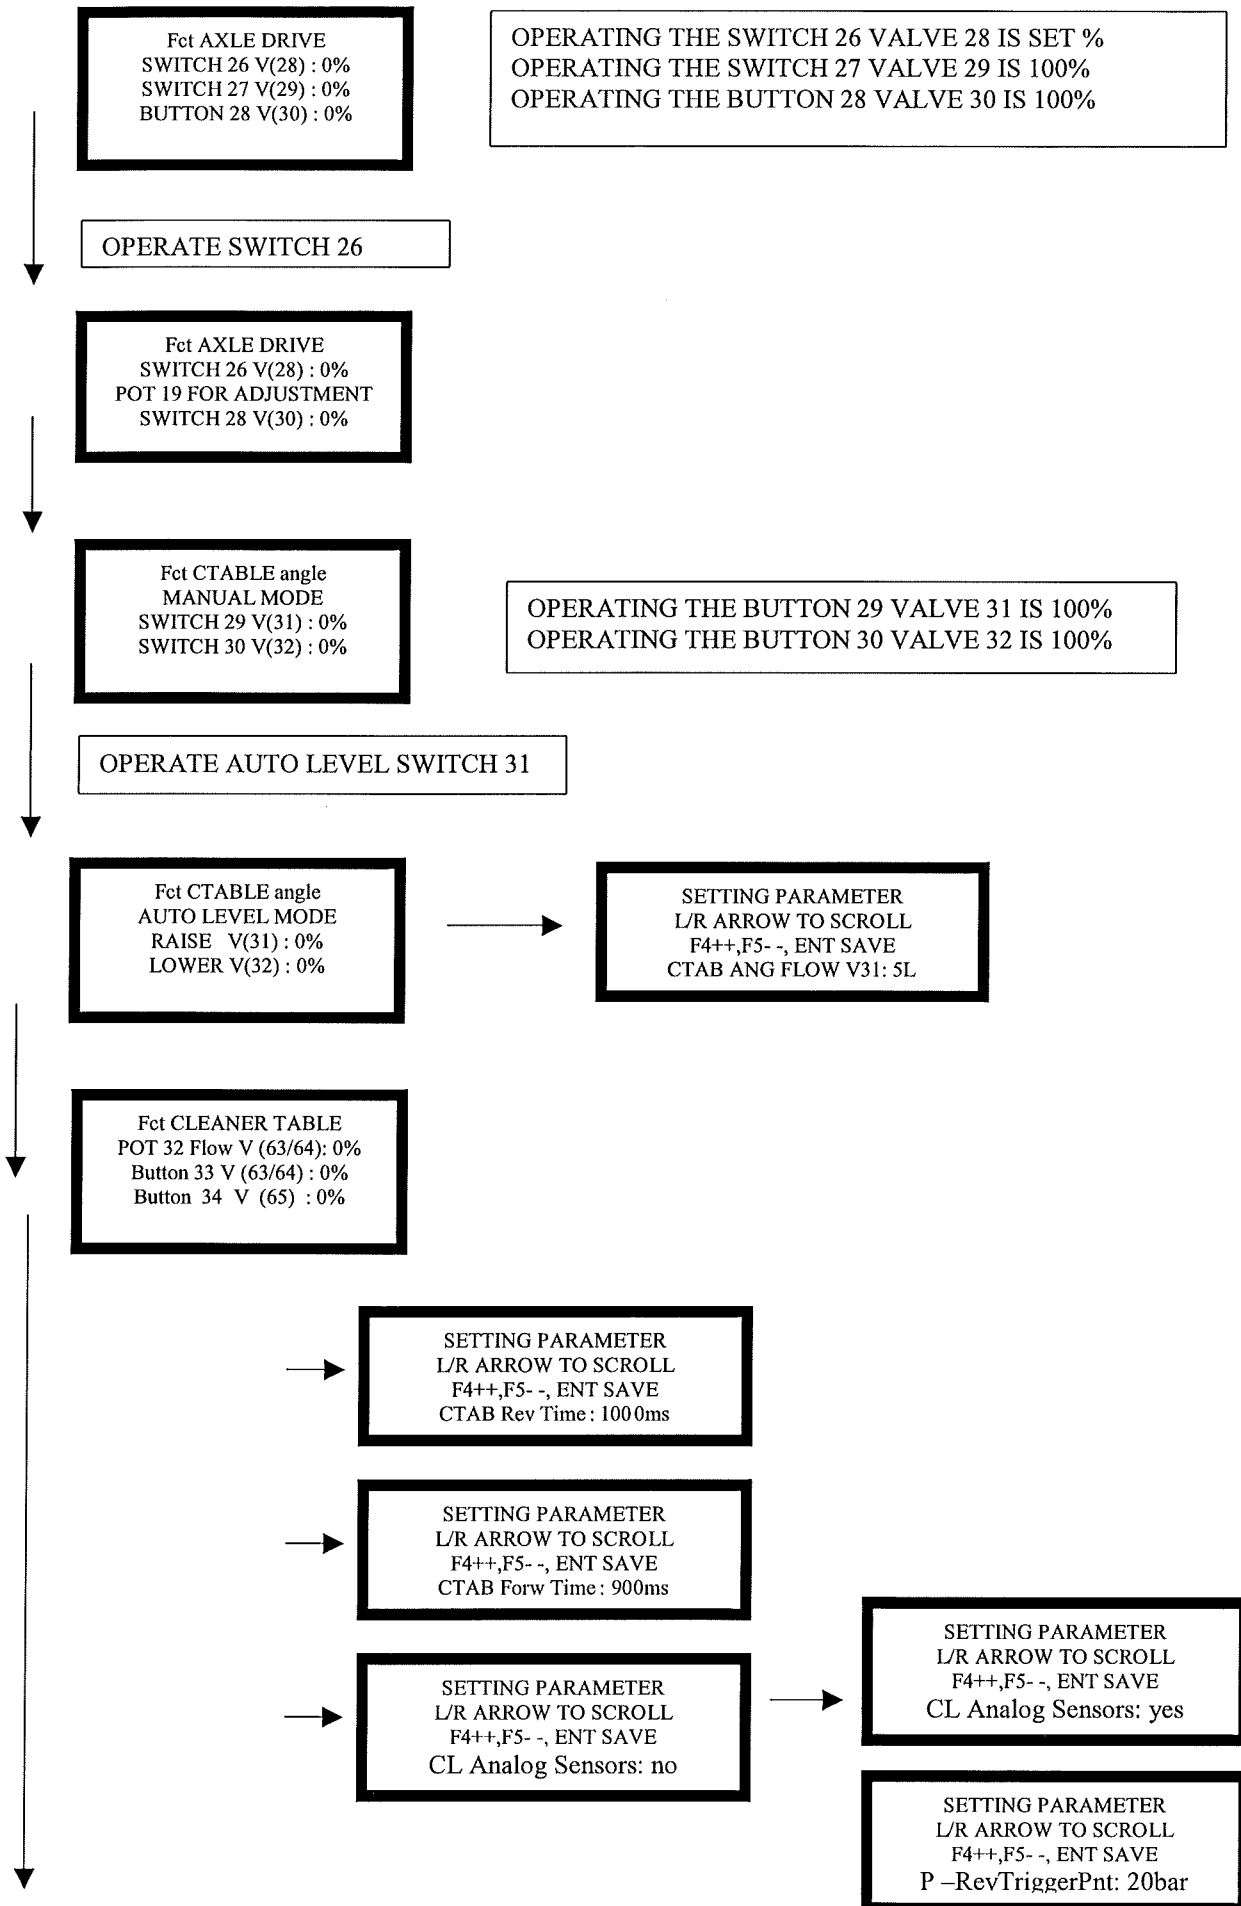 Fct AXLE DRIVE
SWITCH 26 V(28) : 0%
SWITCH 27 V(29) : 0%
BUTTON 28 V(30) : 0%
OPERATING THE SWITCH 26 VALVE 28 IS SET %
OPERATING THE SWITCH 27 VALVE 29 IS 100%
OPERATING THE BUTTON 28 VALVE 30 IS 100%
OPERATE SWITCH 26
Fct AXLE DRIVE
SWITCH 26 V(28) : 0%
POT 19 FOR ADJUSTMENT
SWITCH 28 V(30) : 0%
Fct CTABLE angle
MANUAL MODE
SWITCH 29 V(31) : 0%
SWITCH 30 V(32) : 0%
OPERATING THE BUTTON 29 VALVE 31 IS 100%
OPERATING THE BUTTON 30 VALVE 32 IS 100%
OPERATE AUTO LEVEL SWITCH 31
Fct CTABLE angle
AUTO LEVEL MODE
RAISE V(31) : 0%
LOWER V(32) : 0%
SETTING PARAMETER
L/R ARROW TO SCROLL
F4++,F5- -, ENT SAVE
CTAB ANG FLOW V31: 5L
Fct CLEANER TABLE
POT 32 Flow V (63/64): 0%
Button 33 V (63/64) : 0%
Button 34 V (65) : 0%
SETTING PARAMETER
L/R ARROW TO SCROLL
F4++,F5- -, ENT SAVE
CTAB Rev Time : 1000ms
SETTING PARAMETER
L/R ARROW TO SCROLL
F4++,F5- -, ENT SAVE
CTAB Forw Time : 900ms
SETTING PARAMETER
L/R ARROW TO SCROLL
F4++,F5- -, ENT SAVE
CL Analog Sensors: no
SETTING PARAMETER
L/R ARROW TO SCROLL
F4++,F5- -, ENT SAVE
CL Analog Sensors: yes
SETTING PARAMETER
L/R ARROW TO SCROLL
F4++,F5- -, ENT SAVE
P –RevTriggerPnt: 20bar